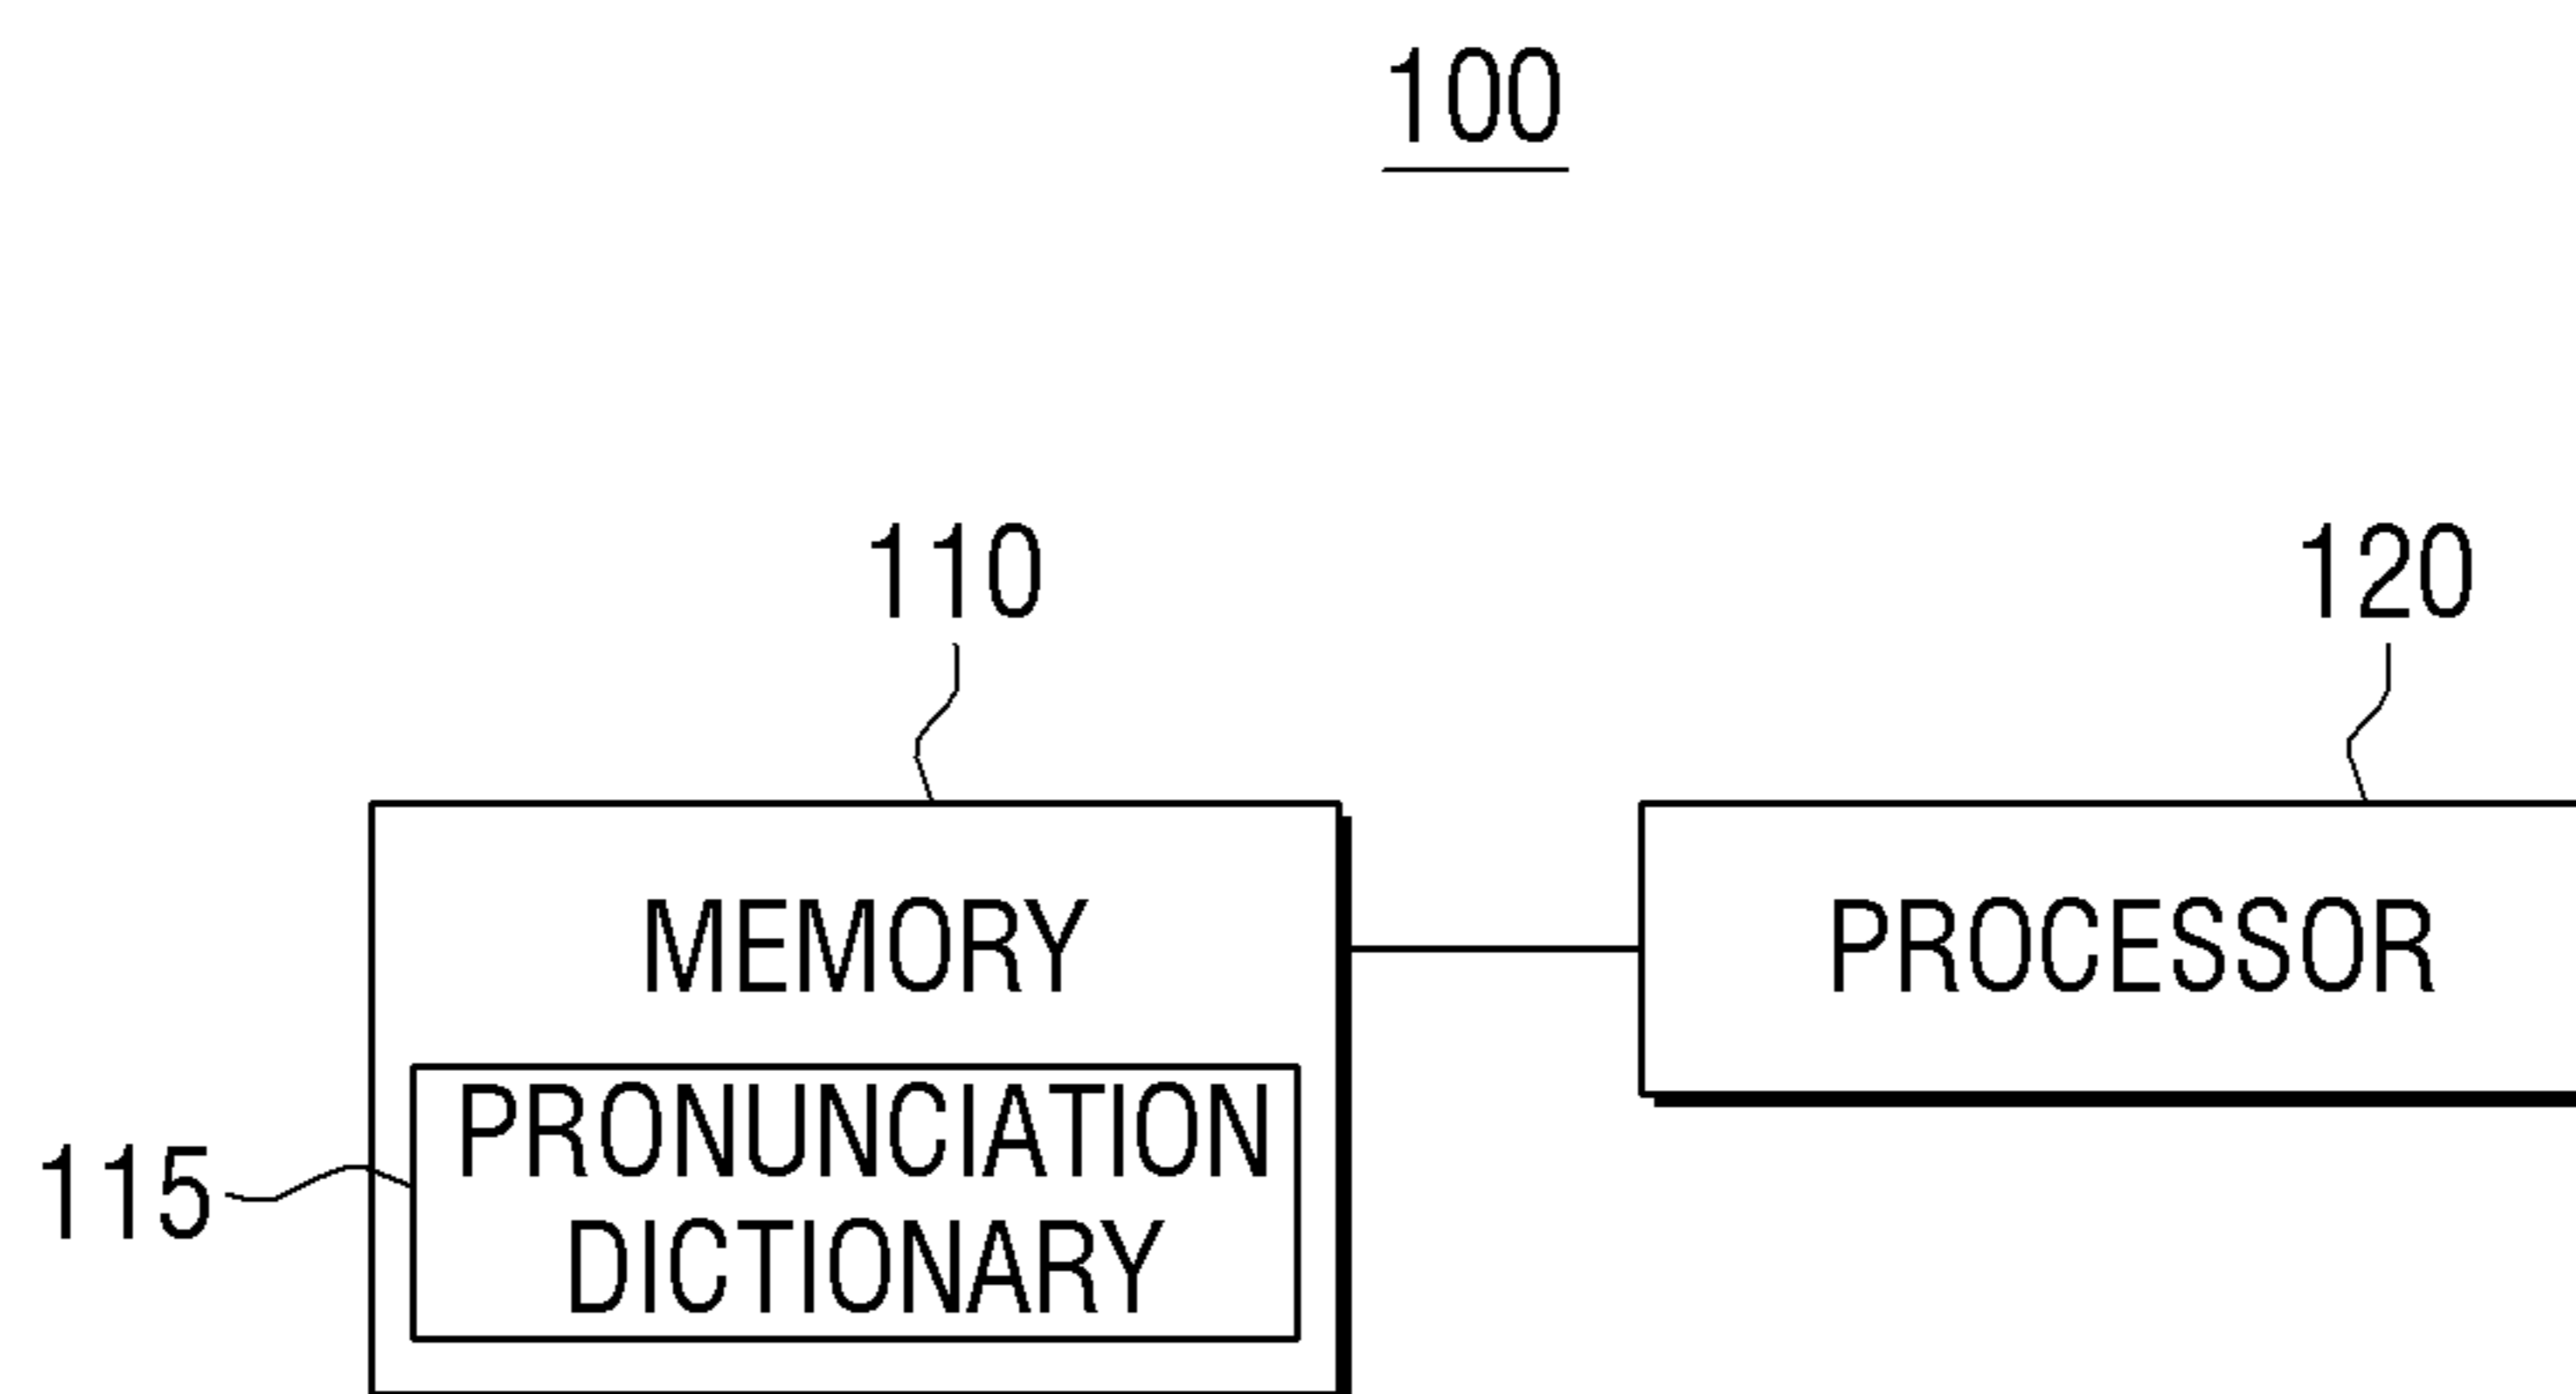 100
110
120
MEMORY
PROCESSOR
115
PRONUNCIATION
DICTIONARY